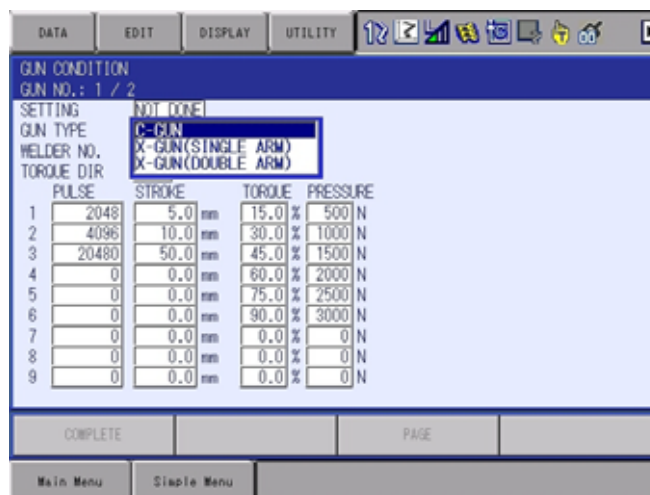 DATA EDIT DISPLAY UTILITY
GUN CONDITION
GUN NO.: 1 / 2
SETTING NOT DONE
GUN TYPE C-GUN
X-GUN(SINGLE ARM)
WELDER NO. X-GUN(DOUBLE ARM)
TORQUE DIR
PULSE STROKE TORQUE PRESSURE
1 2048 5.0 mm 15.0 % 500 N
2 4096 10.0 mm 30.0 % 1000 N
3 20480 50.0 mm 45.0 % 1500 N
4 0 0.0 mm 60.0 % 2000 N
5 0 0.0 mm 75.0 % 2500 N
6 0 0.0 mm 90.0 % 3000 N
7 0 0.0 mm 0.0 % 0 N
8 0 0.0 mm 0.0 % 0 N
9 0 0.0 mm 0.0 % 0 N
COMPLETE PAGE
Main Menu Simple Menu